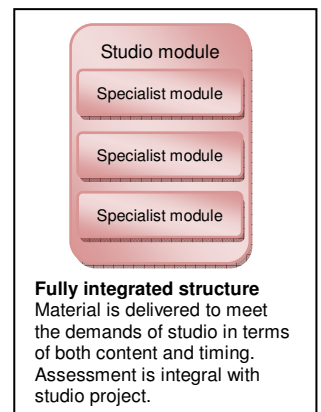 Studio module
Specialist module
Specialist module
Specialist module
Fully integrated structure
Material is delivered to meet
the demands of studio in terms
of both content and timing.
Assessment is integral with
studio project.